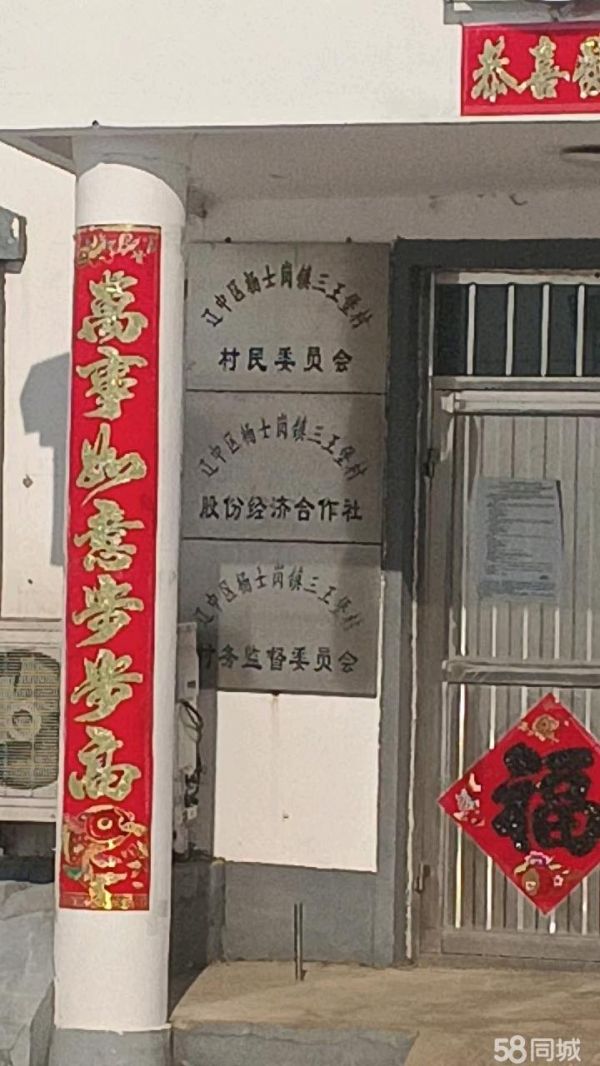 恭喜發
萬事如意步步高
辽中区杨士岗镇三王堡村
村民委员会
辽中区杨士岗镇三王堡村
股份经济合作社
辽中区杨士岗镇三王堡村
村务监督委员会
福
58同城